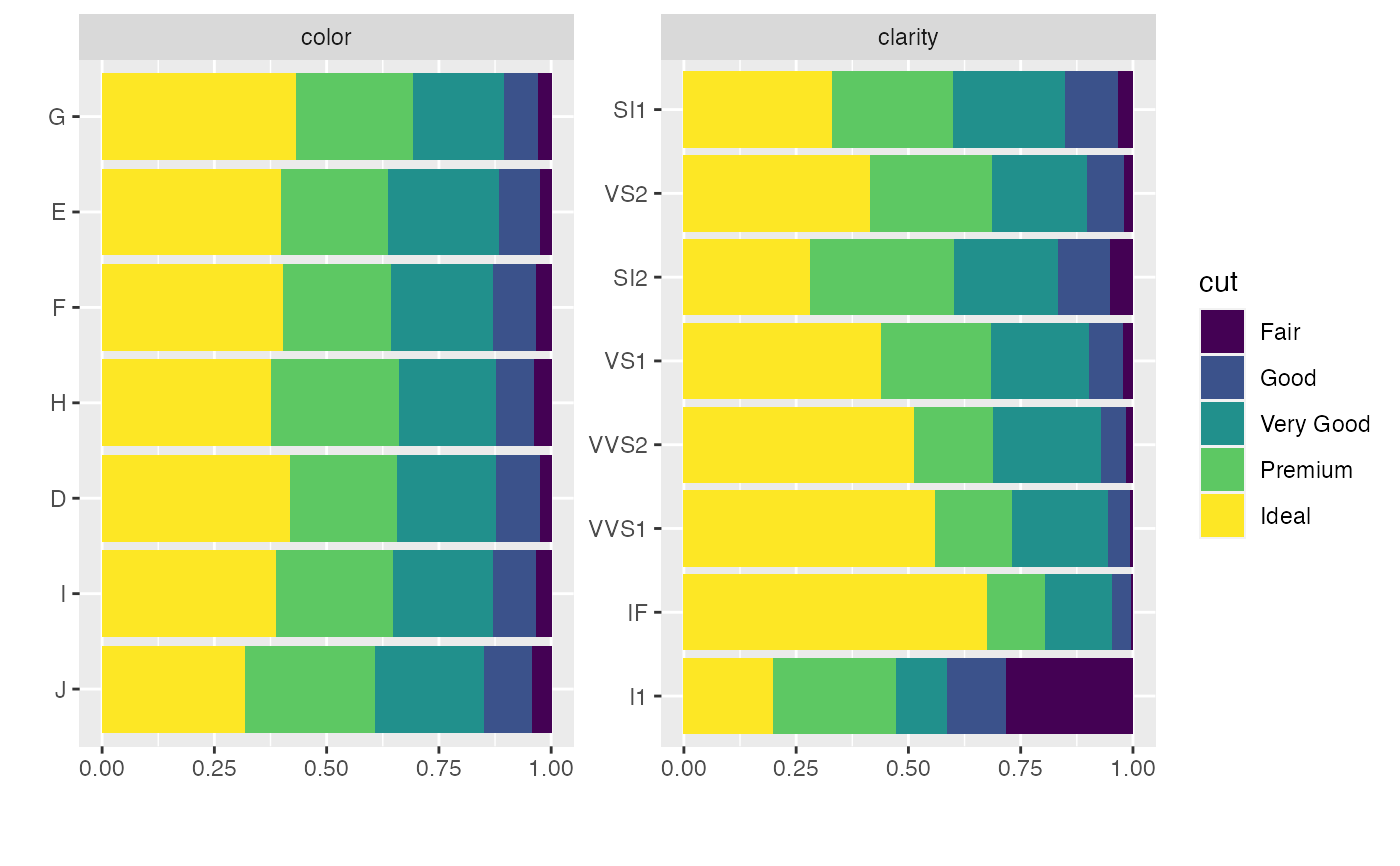 color
G
E
F
H
D
I
J
0.00 0.25 0.50 0.75 1.00
clarity
SI1
VS2
SI2
VS1
VVS2
VVS1
IF
I1
0.00 0.25 0.50 0.75 1.00
cut
Fair
Good
Very Good
Premium
Ideal